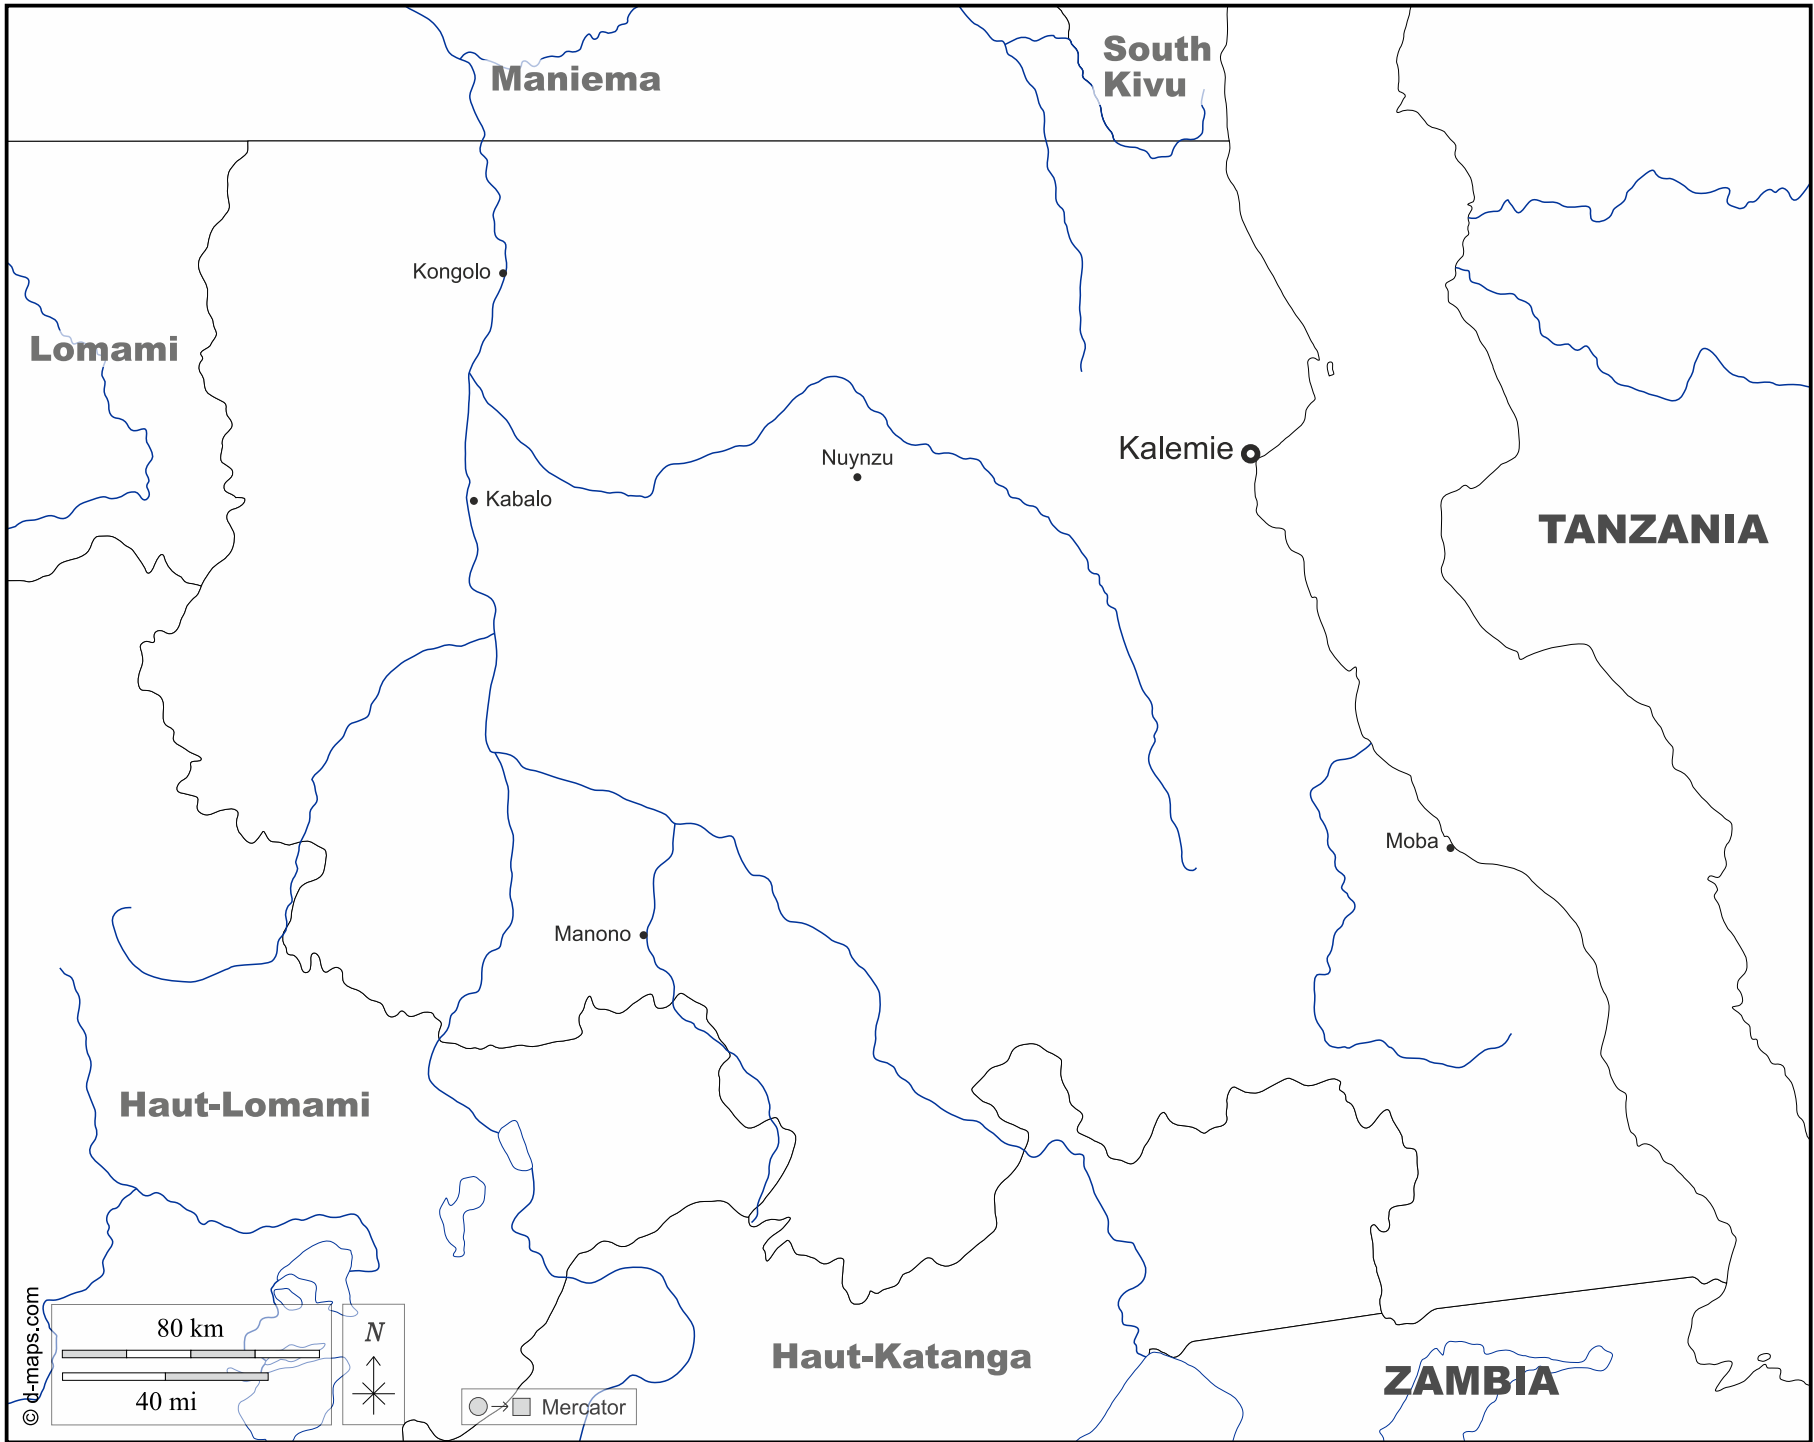 South
Kivu
Maniema
Kongolo
Lomami
Kalemie
Nuynzu
Kabalo
TANZANIA
Moba
Manono
Haut-Lomami
80 km
N
40 mi
Haut-Katanga
ZAMBIA
Mercator
© d-maps.com